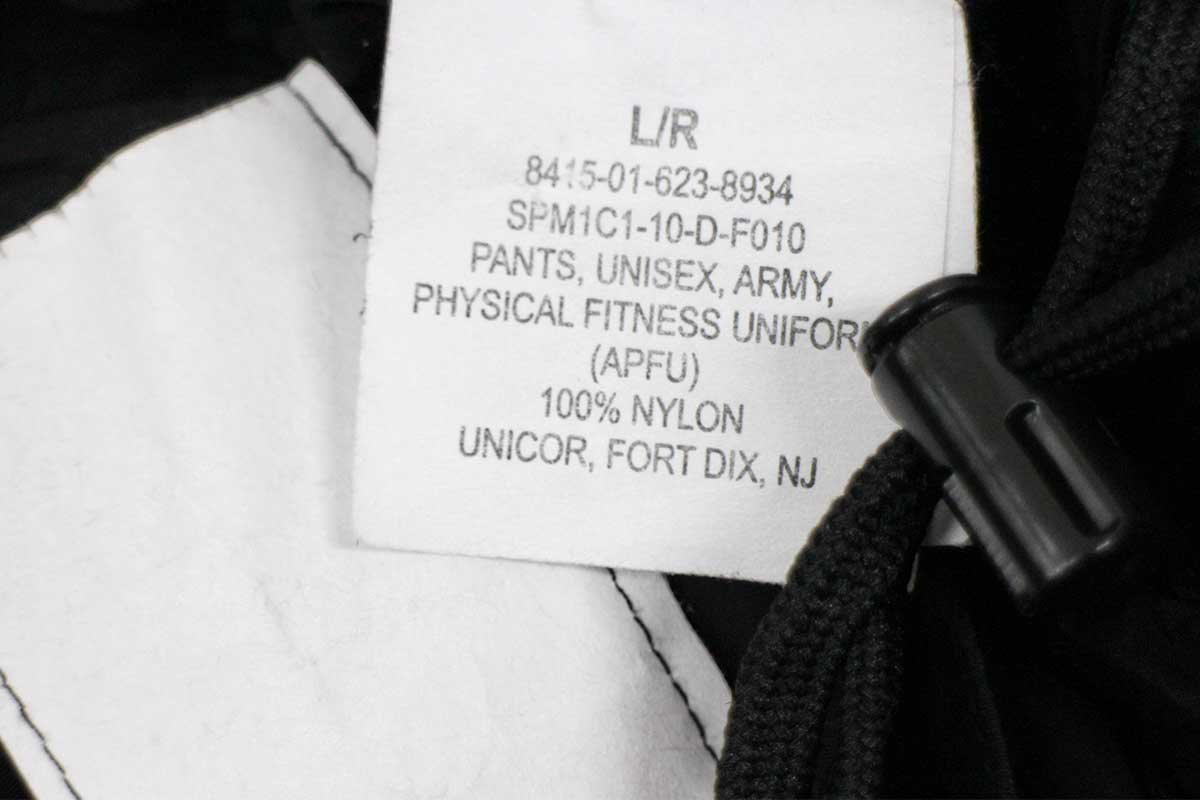 L/R
8415-01-623-8934
SPM1C1-10-D-F010
PANTS, UNISEX, ARMY,
PHYSICAL FITNESS UNIFOR
(APFU)
100% NYLON
UNICOR, FORT DIX, NJ